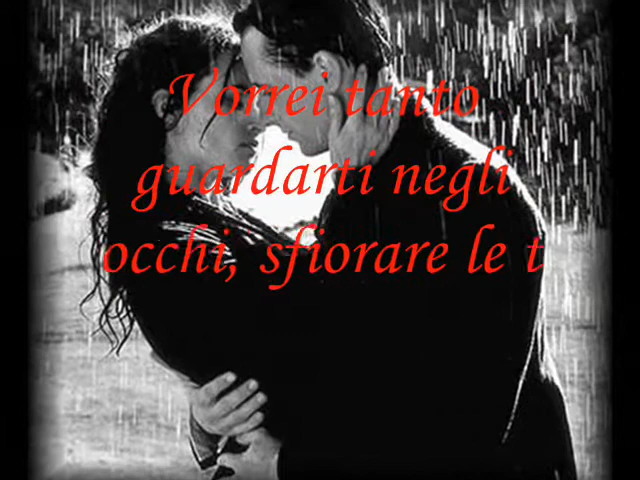 Vorrei tanto
guardarti negli
occhi, sfiorare le t